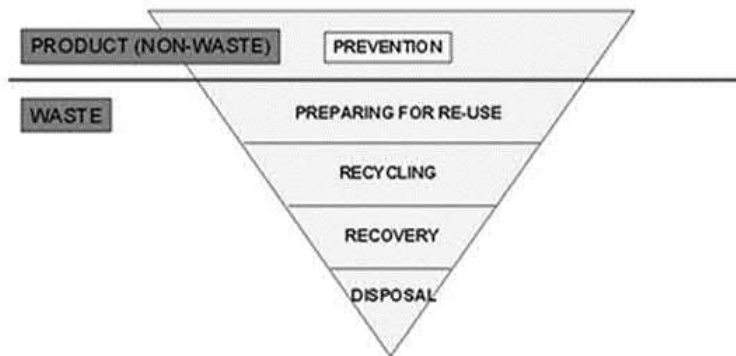 PRODUCT (NON-WASTE)
PREVENTION
WASTE
PREPARING FOR RE-USE
RECYCLING
RECOVERY
DISPOSAL